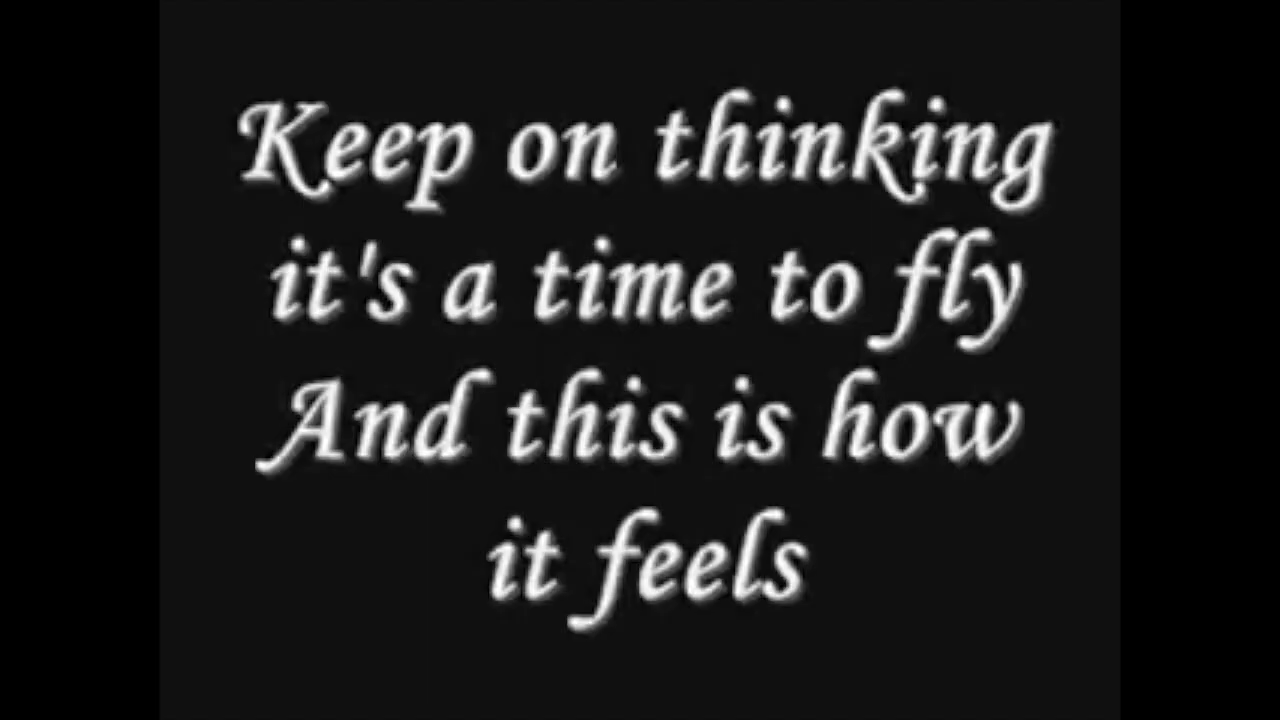 Keep on thinking
it's a time to fly
And this is how
it feels